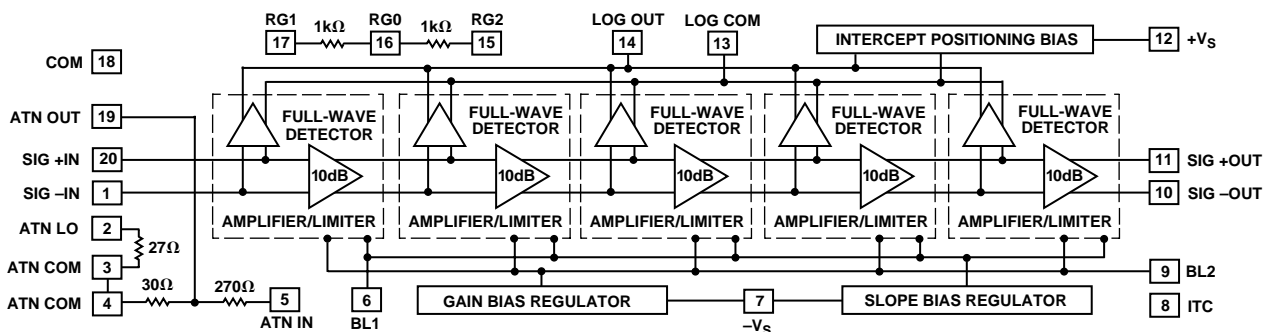 RG1 1kΩ RG0 1kΩ RG2
17 16 15
LOG OUT LOG COM
14 13
INTERCEPT POSITIONING BIAS 12 +VS
COM 18
ATN OUT 19
SIG +IN 20
SIG –IN 1
ATN LO 2
27Ω
ATN COM 3
ATN COM 4
30Ω 270Ω
5
ATN IN
FULL-WAVE
DETECTOR
10dB
AMPLIFIER/LIMITER
FULL-WAVE
DETECTOR
10dB
AMPLIFIER/LIMITER
FULL-WAVE
DETECTOR
10dB
AMPLIFIER/LIMITER
FULL-WAVE
DETECTOR
10dB
AMPLIFIER/LIMITER
FULL-WAVE
DETECTOR
10dB
AMPLIFIER/LIMITER
11 SIG +OUT
10 SIG –OUT
9 BL2
8 ITC
6
BL1
GAIN BIAS REGULATOR
7
–VS
SLOPE BIAS REGULATOR